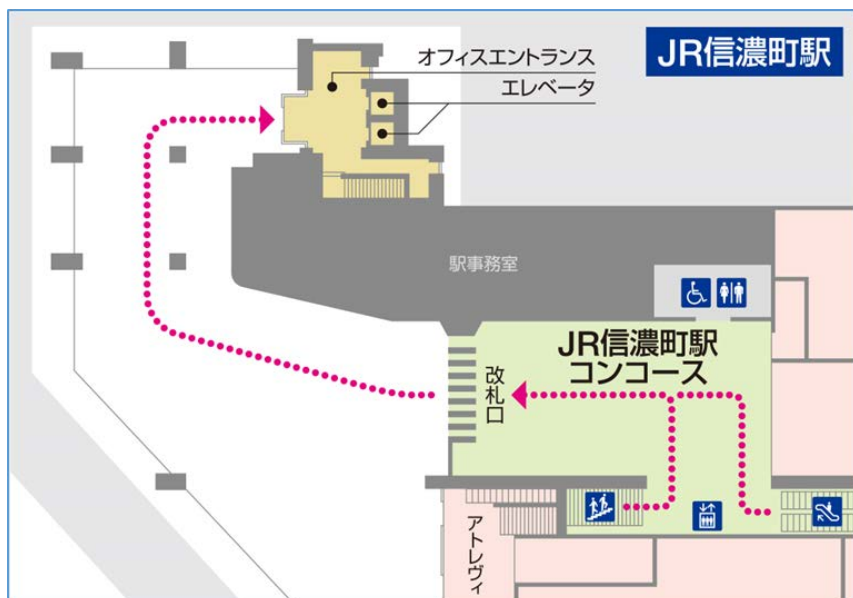 JR信濃町駅
オフィスエントランス
エレベータ
駅事務室
JR信濃町駅
コンコース
改札口
アトレヴィ